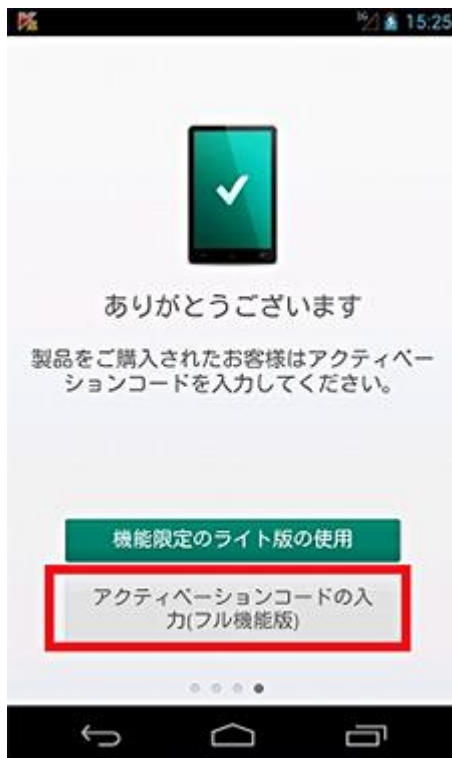 15:25
ありがとうございます
製品をご購入されたお客様はアクティベー
ションコードを入力してください。
機能限定のライト版の使用
アクティベーションコードの入
力(フル機能版)